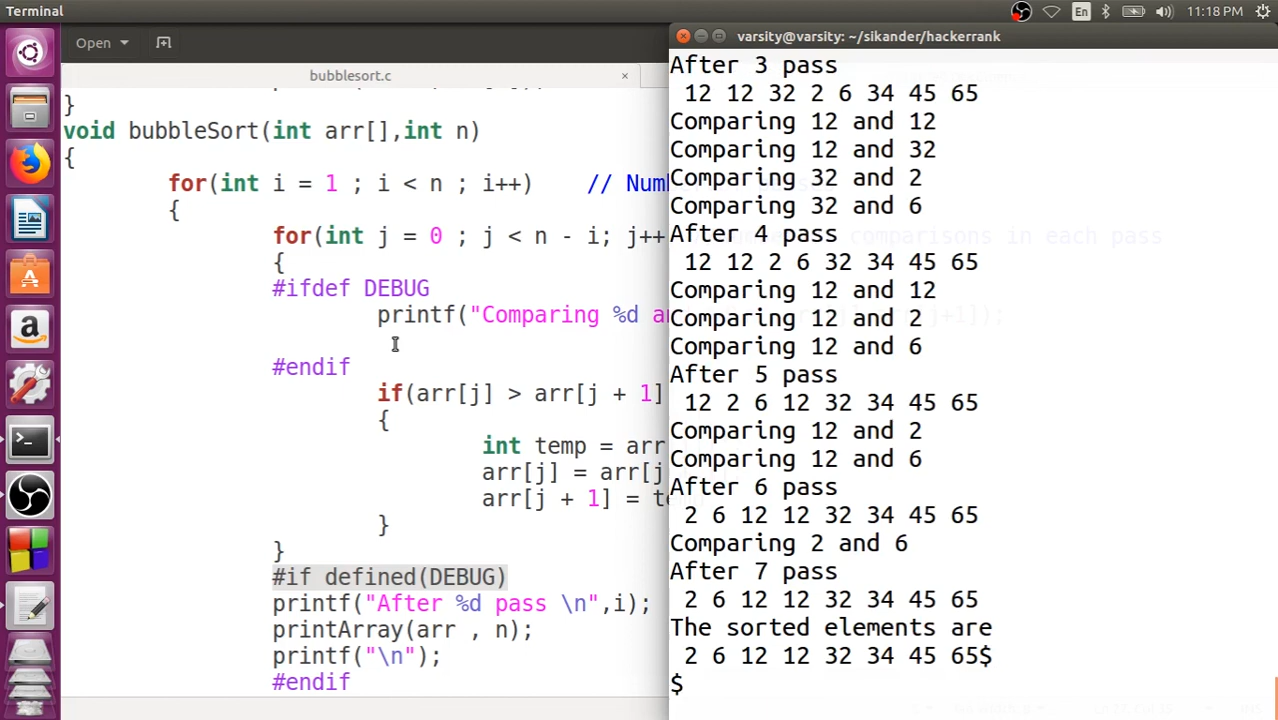 Terminal
En
11:18 PM
Open
varsity@varsity: ~/sikander/hackerrank
bubblesort.c
}
void bubbleSort(int arr[],int n)
{
for(int i = 1 ; i < n ; i++) // Num
{
for(int j = 0 ; j < n - i; j++ comparisons in each pass
{
#ifdef DEBUG
printf("Comparing %d an
#endif
if(arr[j] > arr[j + 1]
{
int temp = arr
arr[j] = arr[j
arr[j + 1] = te
}
}
#if defined(DEBUG)
printf("After %d pass \n",i);
printArray(arr , n);
printf("\n");
#endif
After 3 pass
12 12 32 2 6 34 45 65
Comparing 12 and 12
Comparing 12 and 32
Comparing 32 and 2
Comparing 32 and 6
After 4 pass
12 12 2 6 32 34 45 65
Comparing 12 and 12
Comparing 12 and 2
Comparing 12 and 6
After 5 pass
12 2 6 12 32 34 45 65
Comparing 12 and 2
Comparing 12 and 6
After 6 pass
2 6 12 12 32 34 45 65
Comparing 2 and 6
After 7 pass
2 6 12 12 32 34 45 65
The sorted elements are
2 6 12 12 32 34 45 65$
$